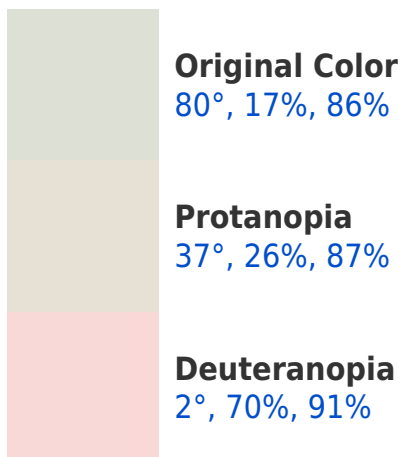 Original Color
80°, 17%, 86%
Protanopia
37°, 26%, 87%
Deuteranopia
2°, 70%, 91%